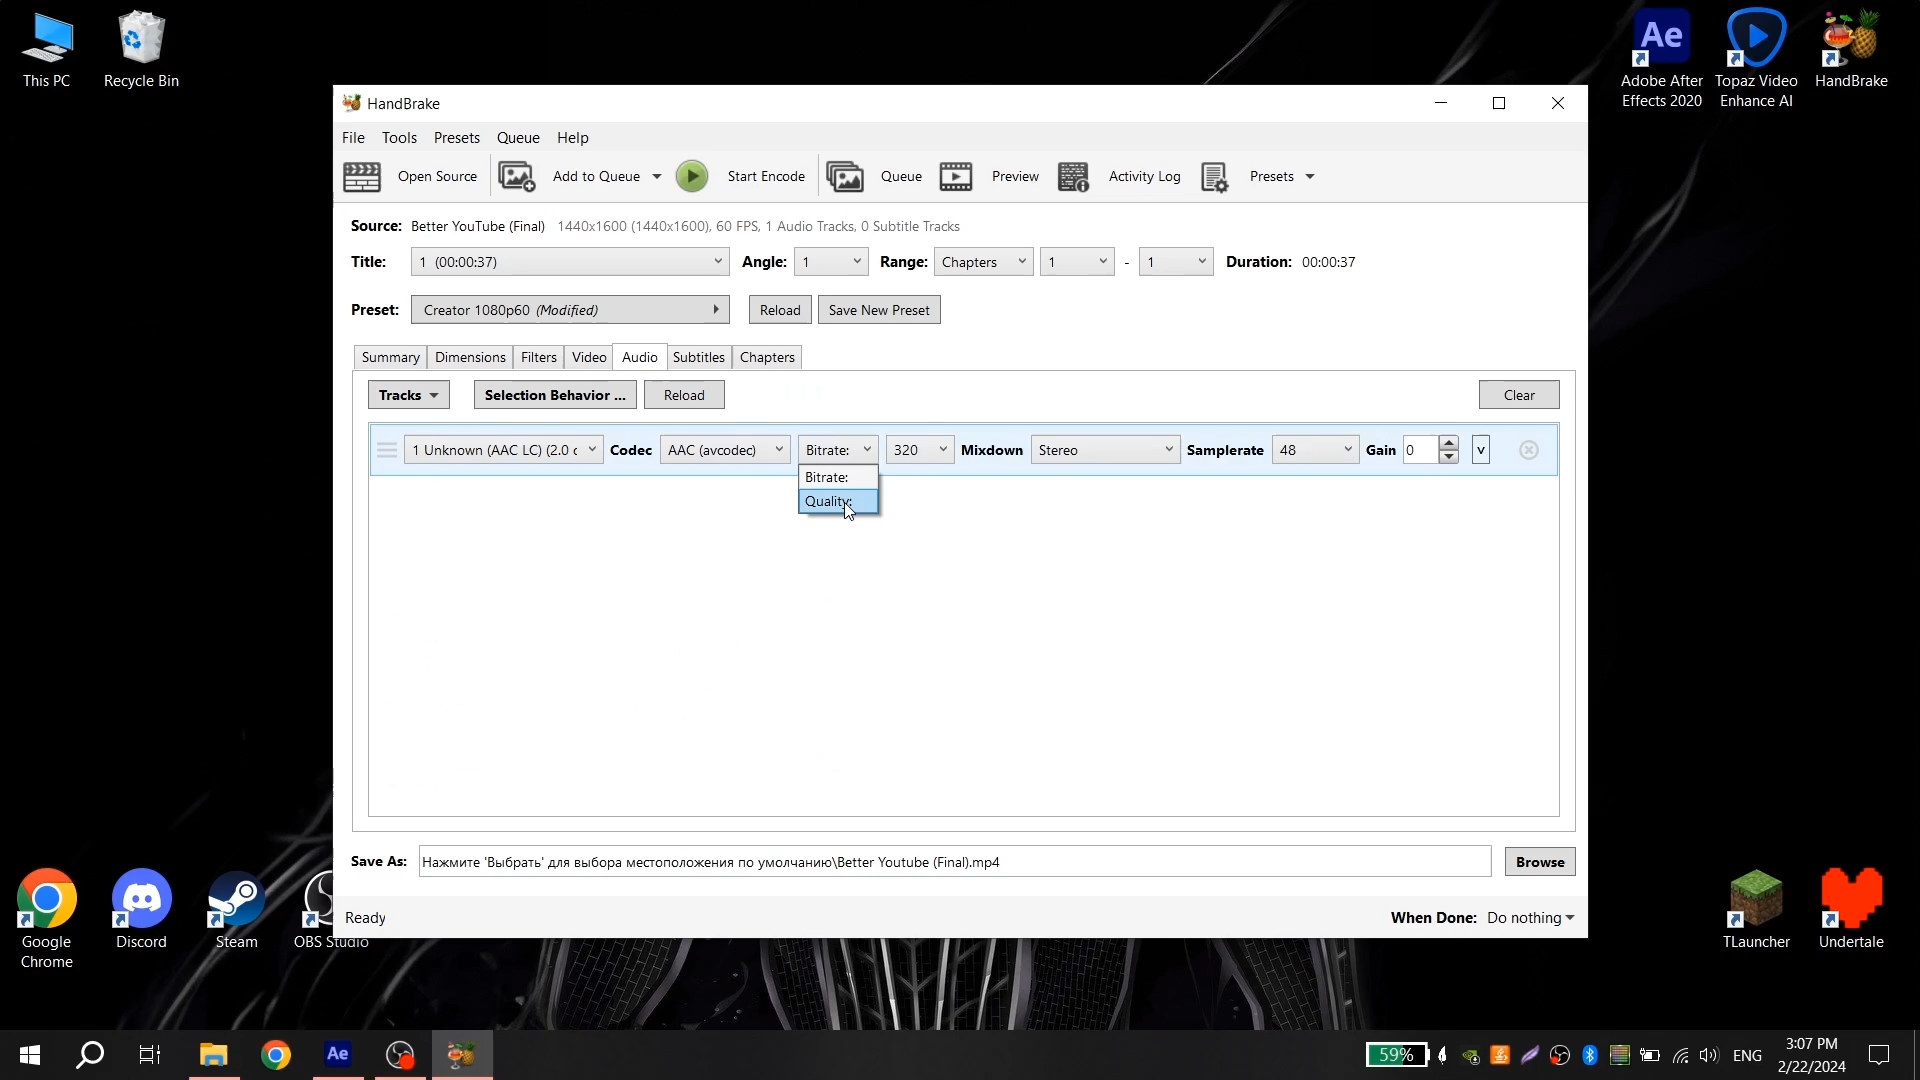 This PC
Recycle Bin
Adobe After
Effects 2020
Topaz Video
Enhance AI
HandBrake
HandBrake
File Tools Presets Queue Help
Open Source Add to Queue Start Encode Queue Preview Activity Log Presets
Source: Better YouTube (Final) 1440x1600 (1440x1600), 60 FPS, 1 Audio Tracks, 0 Subtitle Tracks
Title: 1 (00:00:37) Angle: 1 Range: Chapters 1 - 1 Duration: 00:00:37
Preset: Creator 1080p60 (Modified) Reload Save New Preset
Summary Dimensions Filters Video Audio Subtitles Chapters
Tracks Selection Behavior ... Reload Clear
1 Unknown (AAC LC) (2.0 c Codec AAC (avcodec) Bitrate: 320 Mixdown Stereo Samplerate 48 Gain 0 v
Bitrate:
Quality:
Save As: Нажмите 'Выбрать' для выбора местоположения по умолчанию\Better Youtube (Final).mp4 Browse
Ready When Done: Do nothing
Google
Chrome
Discord
Steam
OBS Studio
TLauncher
Undertale
Ae
Ae
59% ENG
3:07 PM
2/22/2024